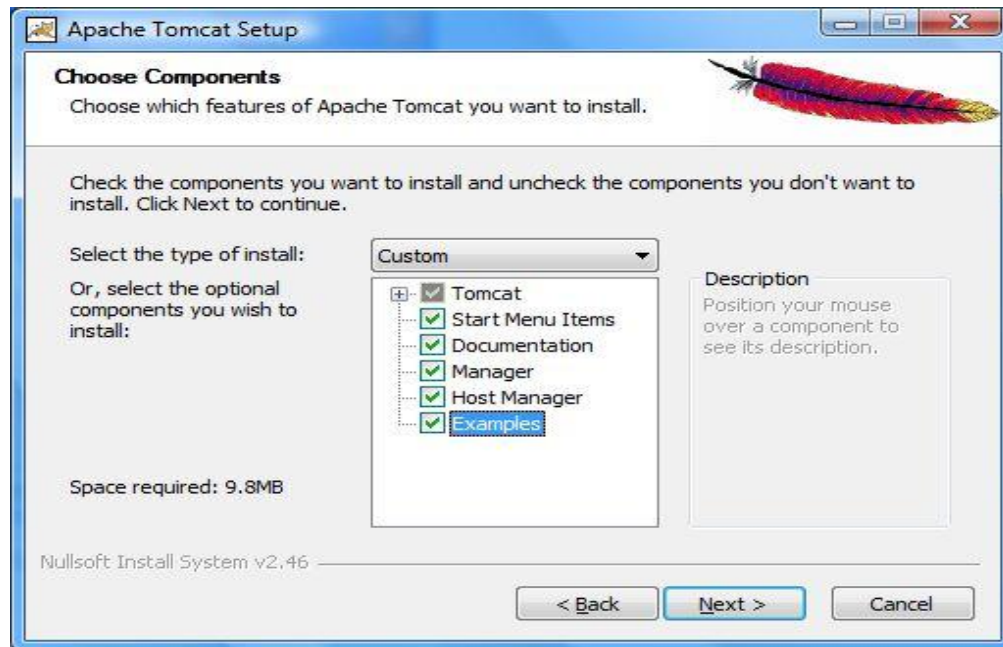 Apache Tomcat Setup
Choose Components
Choose which features of Apache Tomcat you want to install.
Check the components you want to install and uncheck the components you don't want to
install. Click Next to continue.
Select the type of install:
Custom
Or, select the optional
components you wish to
install:
Tomcat
Start Menu Items
Documentation
Manager
Host Manager
Examples
Description
Position your mouse
over a component to
see its description.
Space required: 9.8MB
Nullsoft Install System v2.46
< Back
Next >
Cancel